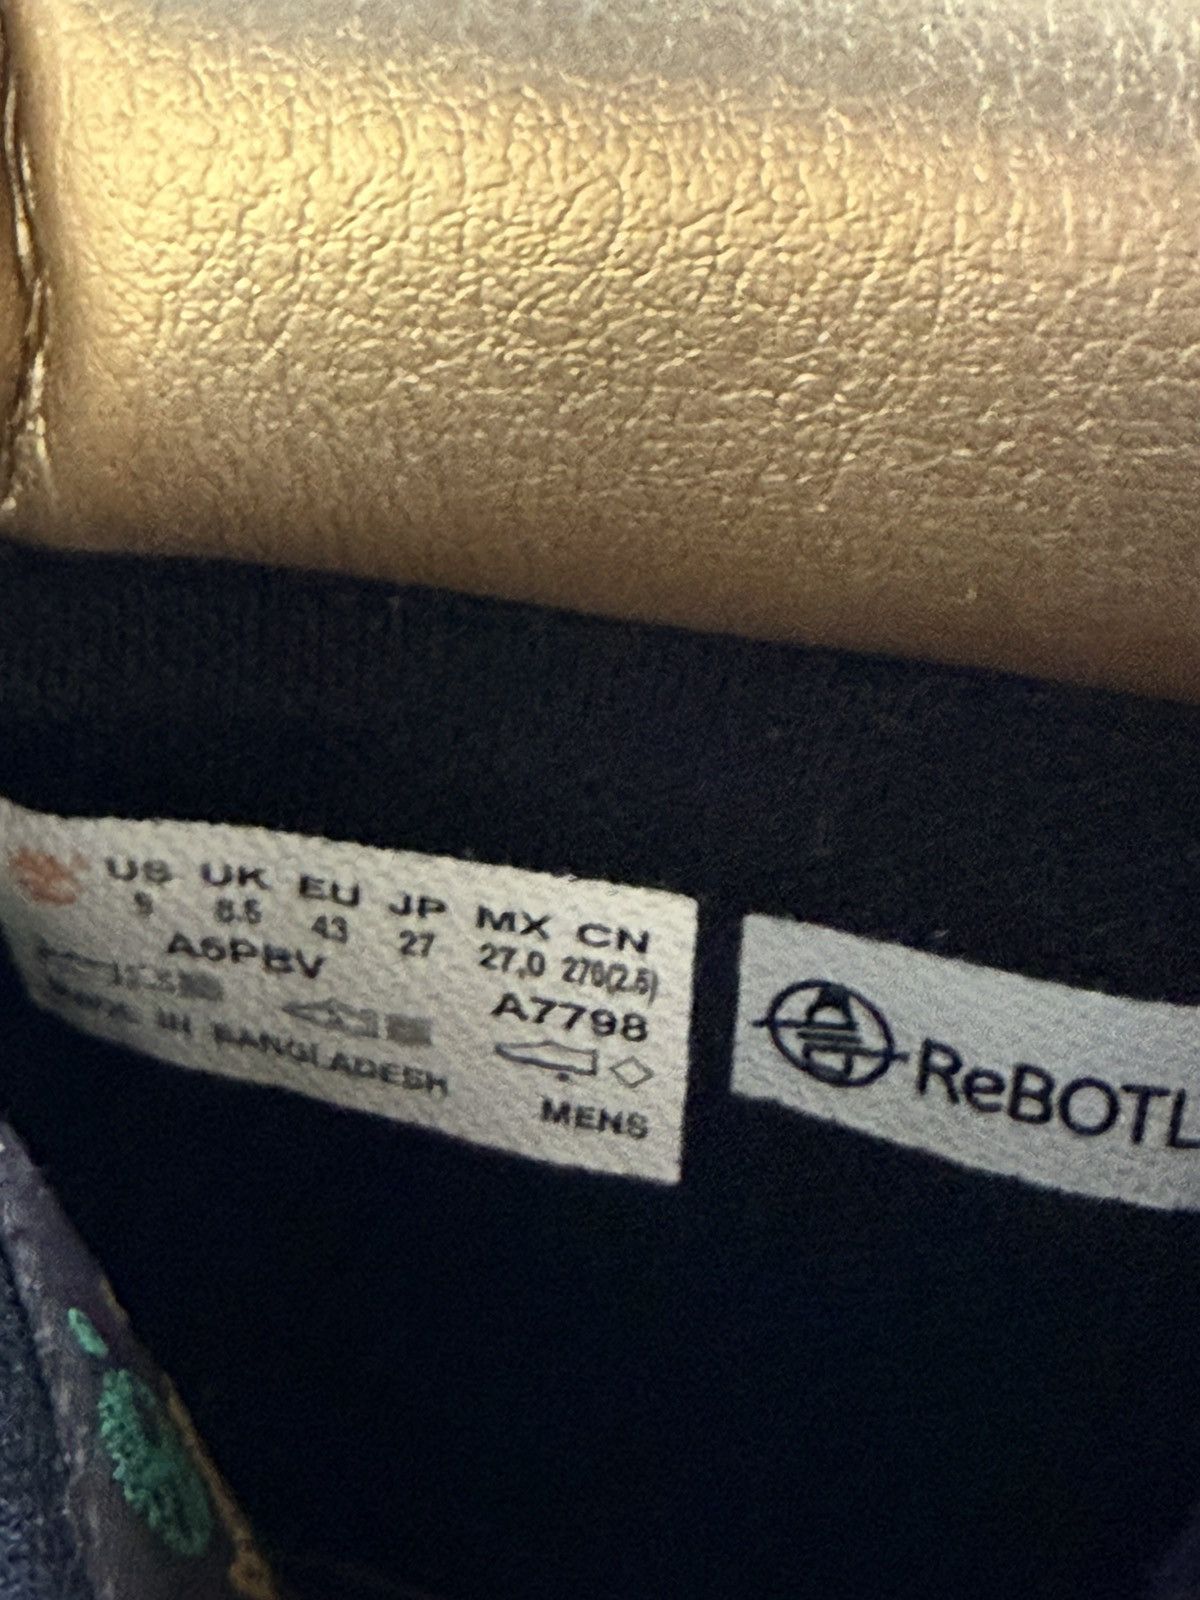 US UK EU JP MX CN
9 8.5 43 27 27,0 270(2.5)
A6PBV A7798
MADE IN BANGLADESH
MENS
ReBOTL